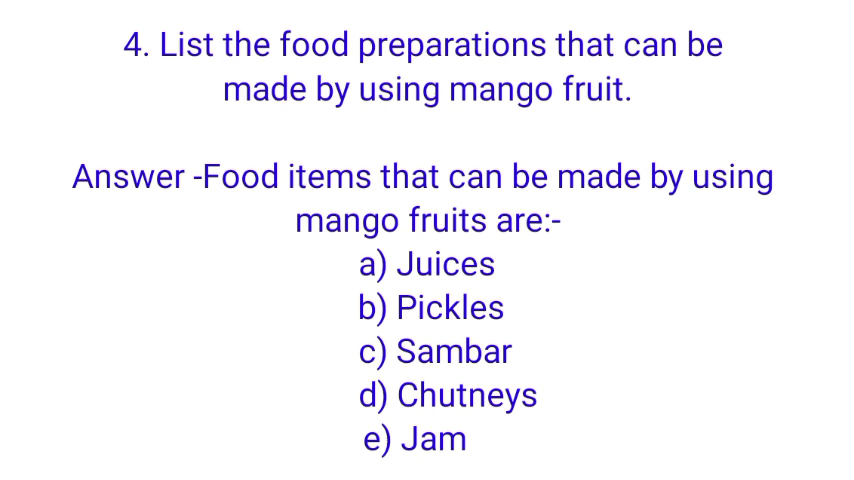 4. List the food preparations that can be
made by using mango fruit.
Answer -Food items that can be made by using
mango fruits are:-
a) Juices
b) Pickles
c) Sambar
d) Chutneys
e) Jam